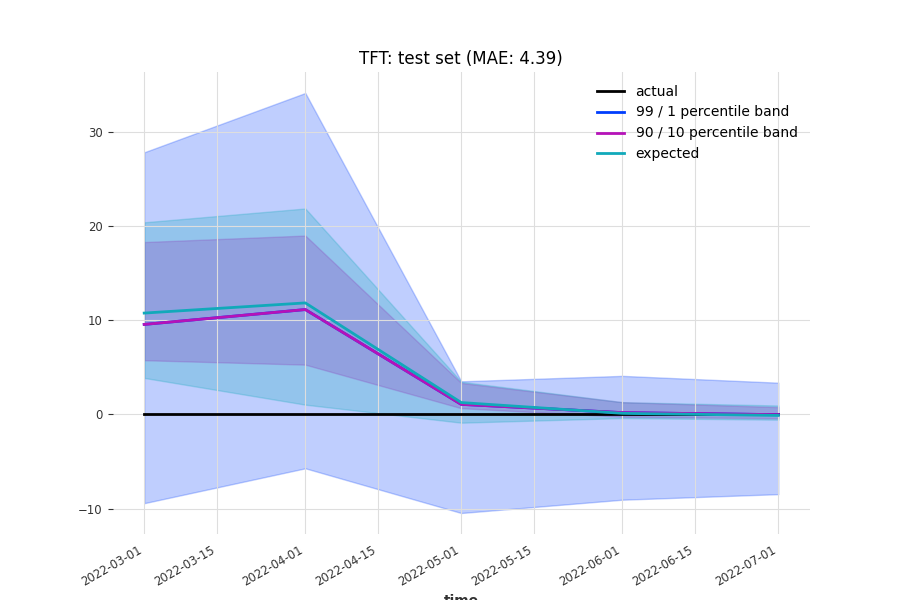 TFT: test set (MAE: 4.39)
actual
99 / 1 percentile band
90 / 10 percentile band
expected
30
20
10
0
−10
2022-03-01
2022-03-15
2022-04-01
2022-04-15
2022-05-01
2022-05-15
2022-06-01
2022-06-15
2022-07-01
time